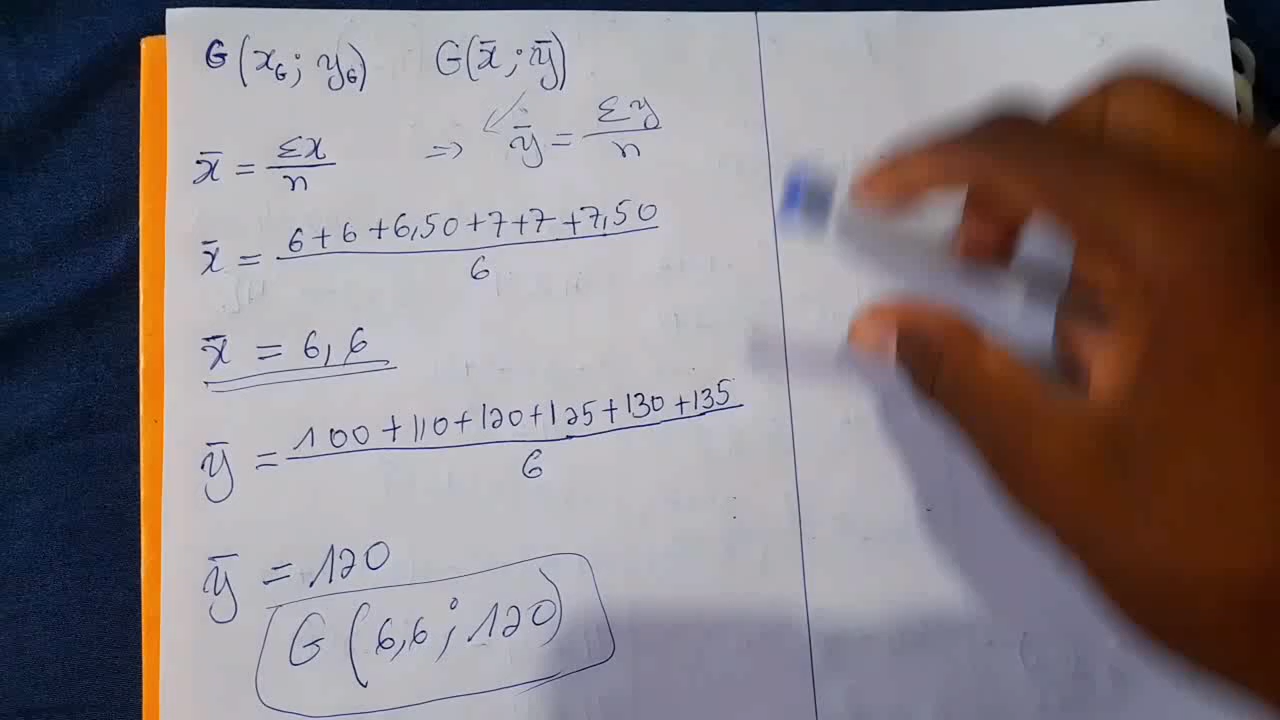 G(x_G; y_G) G(x̄; ȳ)
x̄ = Σx/n ⇒ ȳ = Σy/n
x̄ = (6+6+6,50+7+7+7,50)/6
x̄ = 6,6
ȳ = (100+110+120+125+130+135)/6
ȳ = 120
G(6,6; 120)